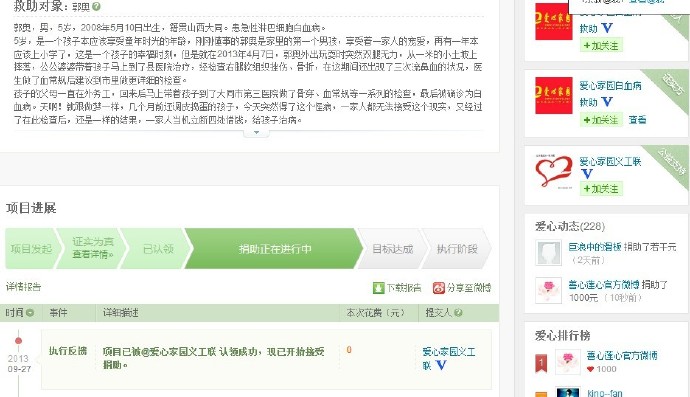 救助对象：郭奥
郭奥，男，5岁，2008年5月10日出生，籍贯山西大同。患急性淋巴细胞白血病。
5岁，是一个孩子本应该享受童年时光的年龄，刚刚懂事的郭奥是家里的第一个男孩，享受着一家人的宠爱，再有一年本
应该上小学了，这是一个孩子的幸福时刻，但是就在2013年4月7日，郭奥外出玩耍时突然双腿无力，从一米的小土坡上
摔落，公公婆婆带着孩子马上到了县医院治疗，经检查右腿软组织挫伤、骨折，在这期间还出现了三次流鼻血的状况，医
生做了血常规后建议到市里做更详细的检查。
孩子的父母一直在外务工，回来后马上带着孩子到了大同市第三医院做了骨穿、血常规等一系列的检查，最后被确诊为白
血病。天啊！就跟做梦一样，几个月前还调皮捣蛋的孩子，今天突然得了这个怪病，一家人都无法接受这个现实，又经过
了在此检查后，还是一样的结果，一家人当机立断四处借钱，给孩子治病。
项目进展
项目发起
证实为真
查看详情»
已认领
捐助正在进行中
目标达成
执行阶段
详情报告
下载报告
分享至微博
时间 事件 详细描述 本次花费（元） 提交人
2013
09-27
执行反馈
项目已被@爱心家园义工联 认领成功，现已开始接受
捐助。
0
爱心家园义工
联
救助
+加关注
爱心家园白血病
救助
+加关注 查看
爱心家园义工联
+加关注
公益支持
爱心动态(226)
巨浪中的舢板 捐助了若干元
（2天前）
善心莲心官方微博 捐助了
1000元（10秒前）
爱心排行榜
1
善心莲心官方微博
1000
king--fan